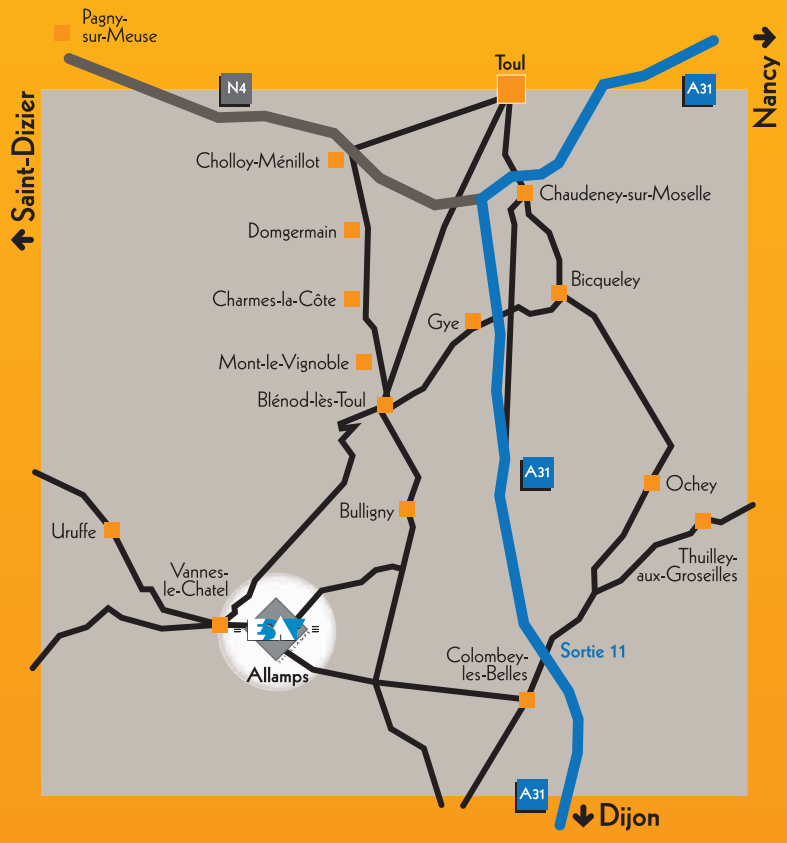 Pagny-
sur-Meuse
Toul
N4
A31
Nancy
Saint-Dizier
Cholloy-Ménillot
Chaudeney-sur-Moselle
Domgermain
Bicqueley
Charmes-la-Côte
Gye
Mont-le-Vignoble
Blénod-lès-Toul
A31
Ochey
Bulligny
Uruffe
Thuilley-
aux-Groseilles
Vannes-
le-Chatel
Allamps
Colombey-
les-Belles
Sortie 11
A31
Dijon